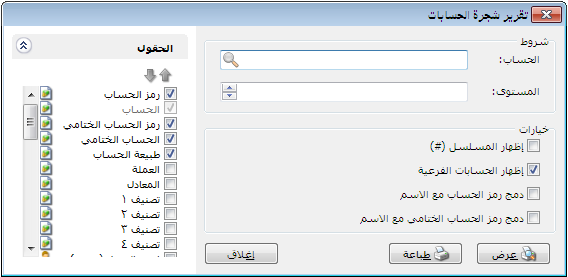 تقرير شجرة الحسابات
شروط
الحساب:
المستوى:
خيارات
إظهار المسلسل (#)
إظهار الحسابات الفرعية
دمج رمز الحساب مع الاسم
دمج رمز الحساب الختامي مع الاسم
عرض
طباعة
إغلاق
الحقول
رمز الحساب
الحساب
رمز الحساب الختامي
الحساب الختامي
طبيعة الحساب
العملة
المعادل
تصنيف ١
تصنيف ٢
تصنيف ٣
تصنيف ٤